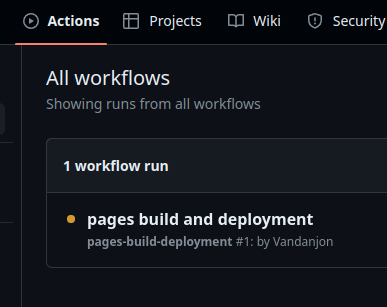 Actions Projects Wiki Security
All workflows
Showing runs from all workflows
1 workflow run
pages build and deployment
pages-build-deployment #1: by Vandanjon